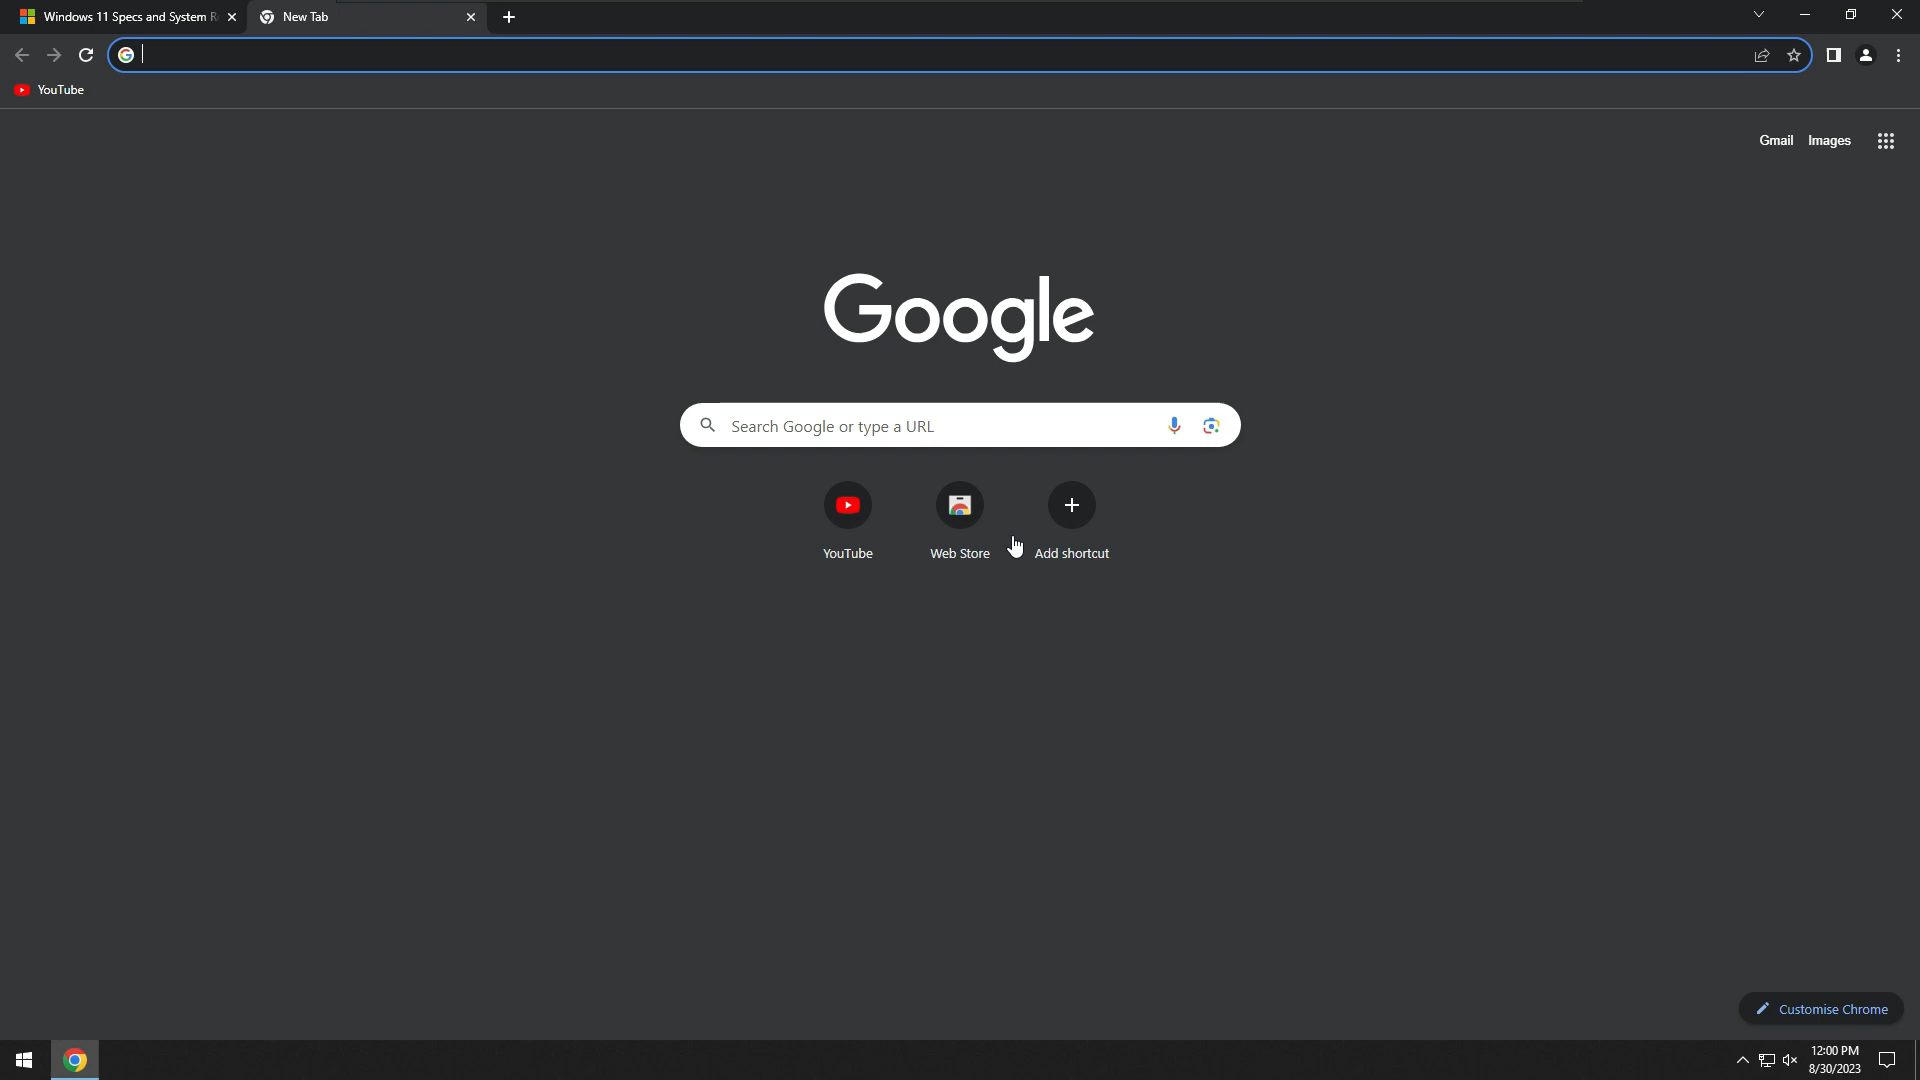 Windows 11 Specs and System R
New Tab
YouTube
Gmail
Images
Google
Search Google or type a URL
YouTube
Web Store
Add shortcut
Customise Chrome
12:00 PM
8/30/2023